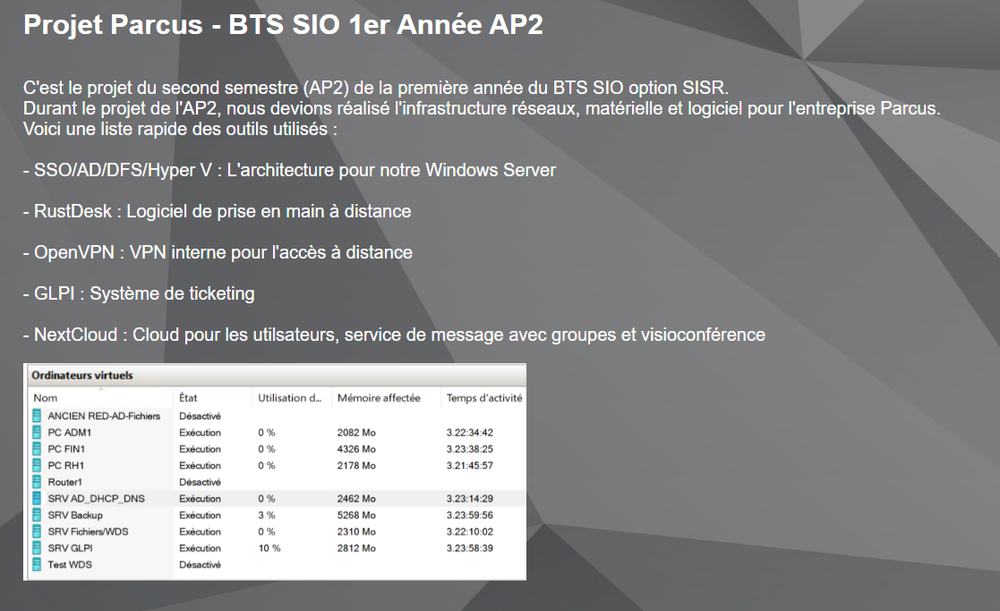 Projet Parcus - BTS SIO 1er Année AP2
C'est le projet du second semestre (AP2) de la première année du BTS SIO option SISR.
Durant le projet de l'AP2, nous devions réalisé l'infrastructure réseaux, matérielle et logiciel pour l'entreprise Parcus.
Voici une liste rapide des outils utilisés :
- SSO/AD/DFS/Hyper V : L'architecture pour notre Windows Server
- RustDesk : Logiciel de prise en main à distance
- OpenVPN : VPN interne pour l'accès à distance
- GLPI : Système de ticketing
- NextCloud : Cloud pour les utilsateurs, service de message avec groupes et visioconférence
Ordinateurs virtuels
Nom État Utilisation d... Mémoire affectée Temps d'activité
ANCIEN RED-AD-Fichiers Désactivé
PC ADM1 Exécution 0 % 2082 Mo 3.22:34:42
PC FIN1 Exécution 0 % 4326 Mo 3.23:38:25
PC RH1 Exécution 0 % 2178 Mo 3.21:45:57
Router1 Désactivé
SRV AD_DHCP_DNS Exécution 0 % 2462 Mo 3.23:14:29
SRV Backup Exécution 3 % 5268 Mo 3.23:59:56
SRV Fichiers/WDS Exécution 0 % 2310 Mo 3.22:10:02
SRV GLPI Exécution 10 % 2812 Mo 3.23:58:39
Test WDS Désactivé